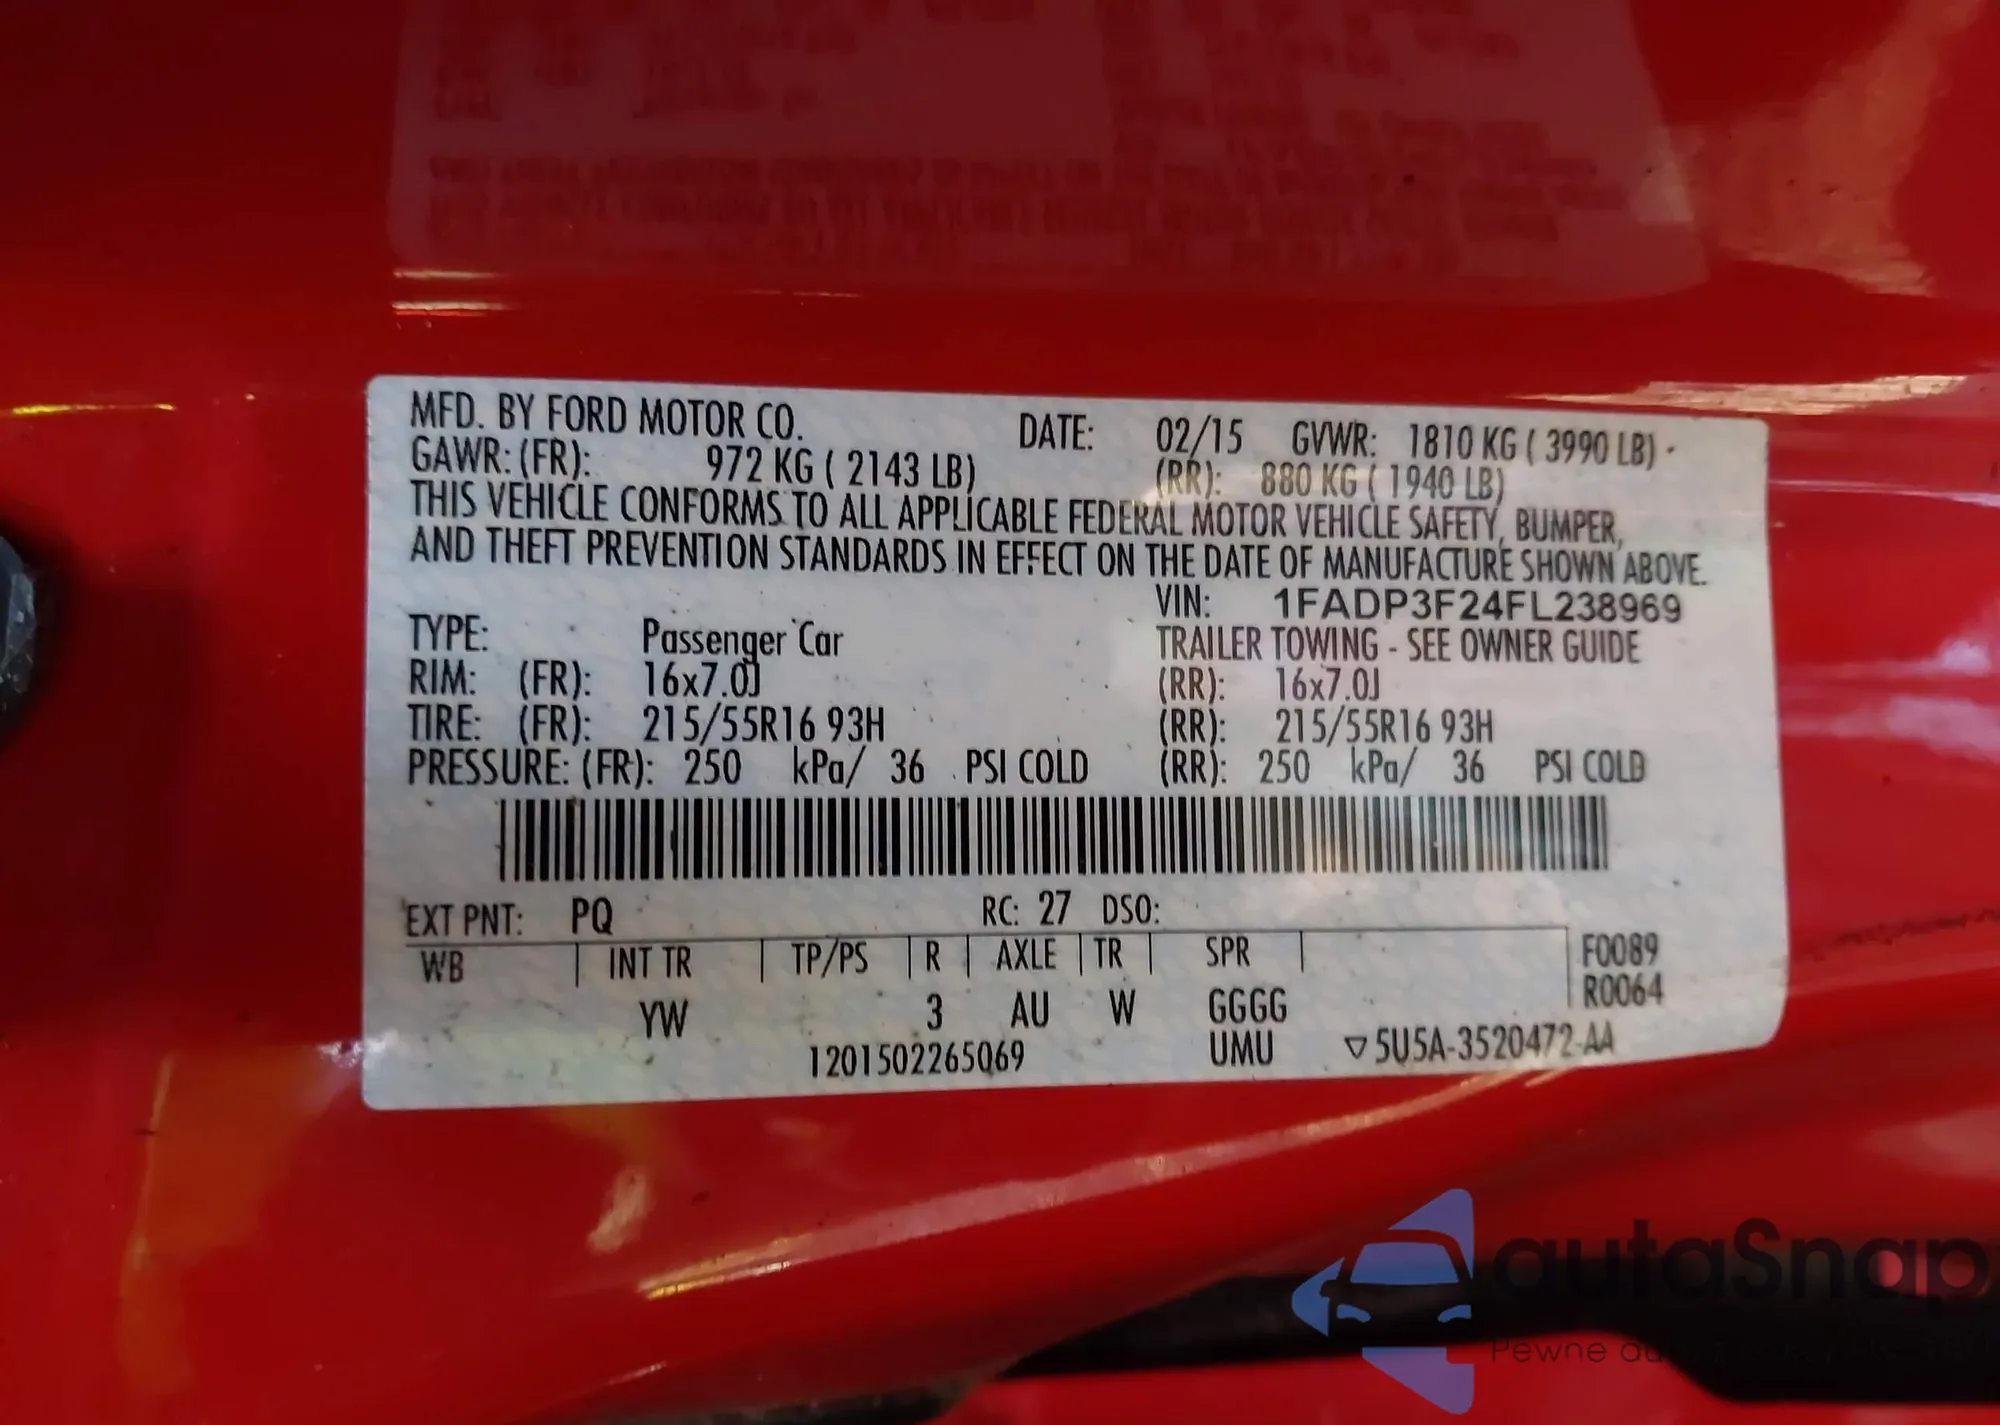 MFD. BY FORD MOTOR CO. DATE: 02/15 GVWR: 1810 KG ( 3990 LB)
GAWR: (FR): 972 KG ( 2143 LB) (RR): 880 KG ( 1940 LB)
THIS VEHICLE CONFORMS TO ALL APPLICABLE FEDERAL MOTOR VEHICLE SAFETY, BUMPER,
AND THEFT PREVENTION STANDARDS IN EFFECT ON THE DATE OF MANUFACTURE SHOWN ABOVE.
VIN: 1FADP3F24FL238969
TYPE: Passenger Car TRAILER TOWING - SEE OWNER GUIDE
RIM: (FR): 16x7.0J (RR): 16x7.0J
TIRE: (FR): 215/55R16 93H (RR): 215/55R16 93H
PRESSURE: (FR): 250 kPa/ 36 PSI COLD (RR): 250 kPa/ 36 PSI COLD
EXT PNT: PQ RC: 27 DSO:
WB INT TR TP/PS R AXLE TR SPR F0089
R0064
YW 3 AU W GGGG
1201502265069 UMU ▽5U5A-3520472-AA
autaSnap
Pewne